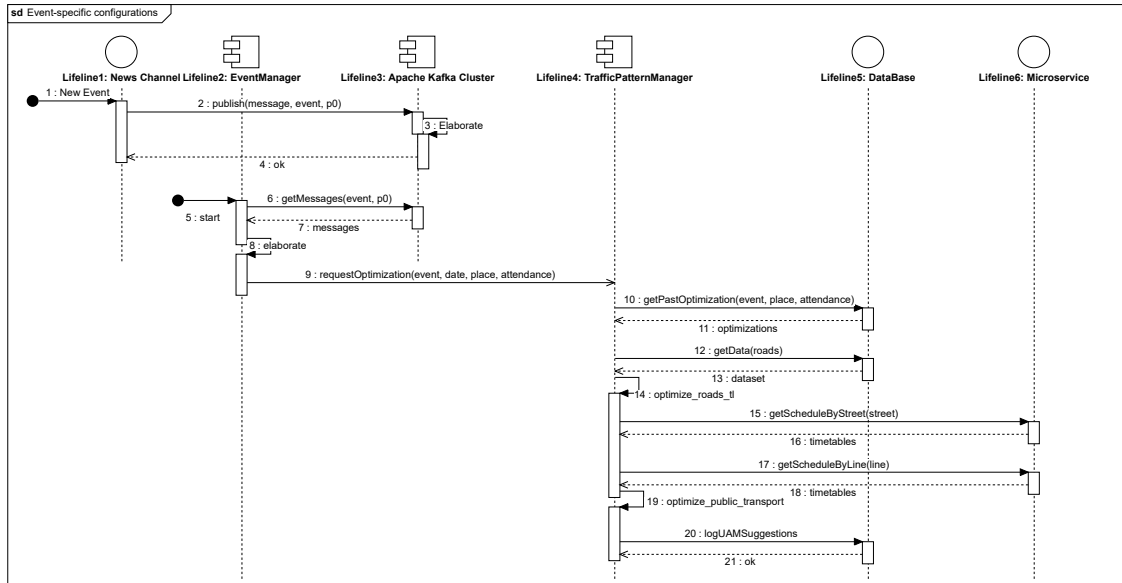 sd Event-specific configurations
Lifeline1: News Channel
Lifeline2: EventManager
Lifeline3: Apache Kafka Cluster
Lifeline4: TrafficPatternManager
Lifeline5: DataBase
Lifeline6: Microservice
1 : New Event
2 : publish(message, event, p0)
3 : Elaborate
4 : ok
5 : start
6 : getMessages(event, p0)
7 : messages
8 : elaborate
9 : requestOptimization(event, date, place, attendance)
10 : getPastOptimization(event, place, attendance)
11 : optimizations
12 : getData(roads)
13 : dataset
14 : optimize_roads_tl
15 : getScheduleByStreet(street)
16 : timetables
17 : getScheduleByLine(line)
18 : timetables
19 : optimize_public_transport
20 : logUAMSuggestions
21 : ok